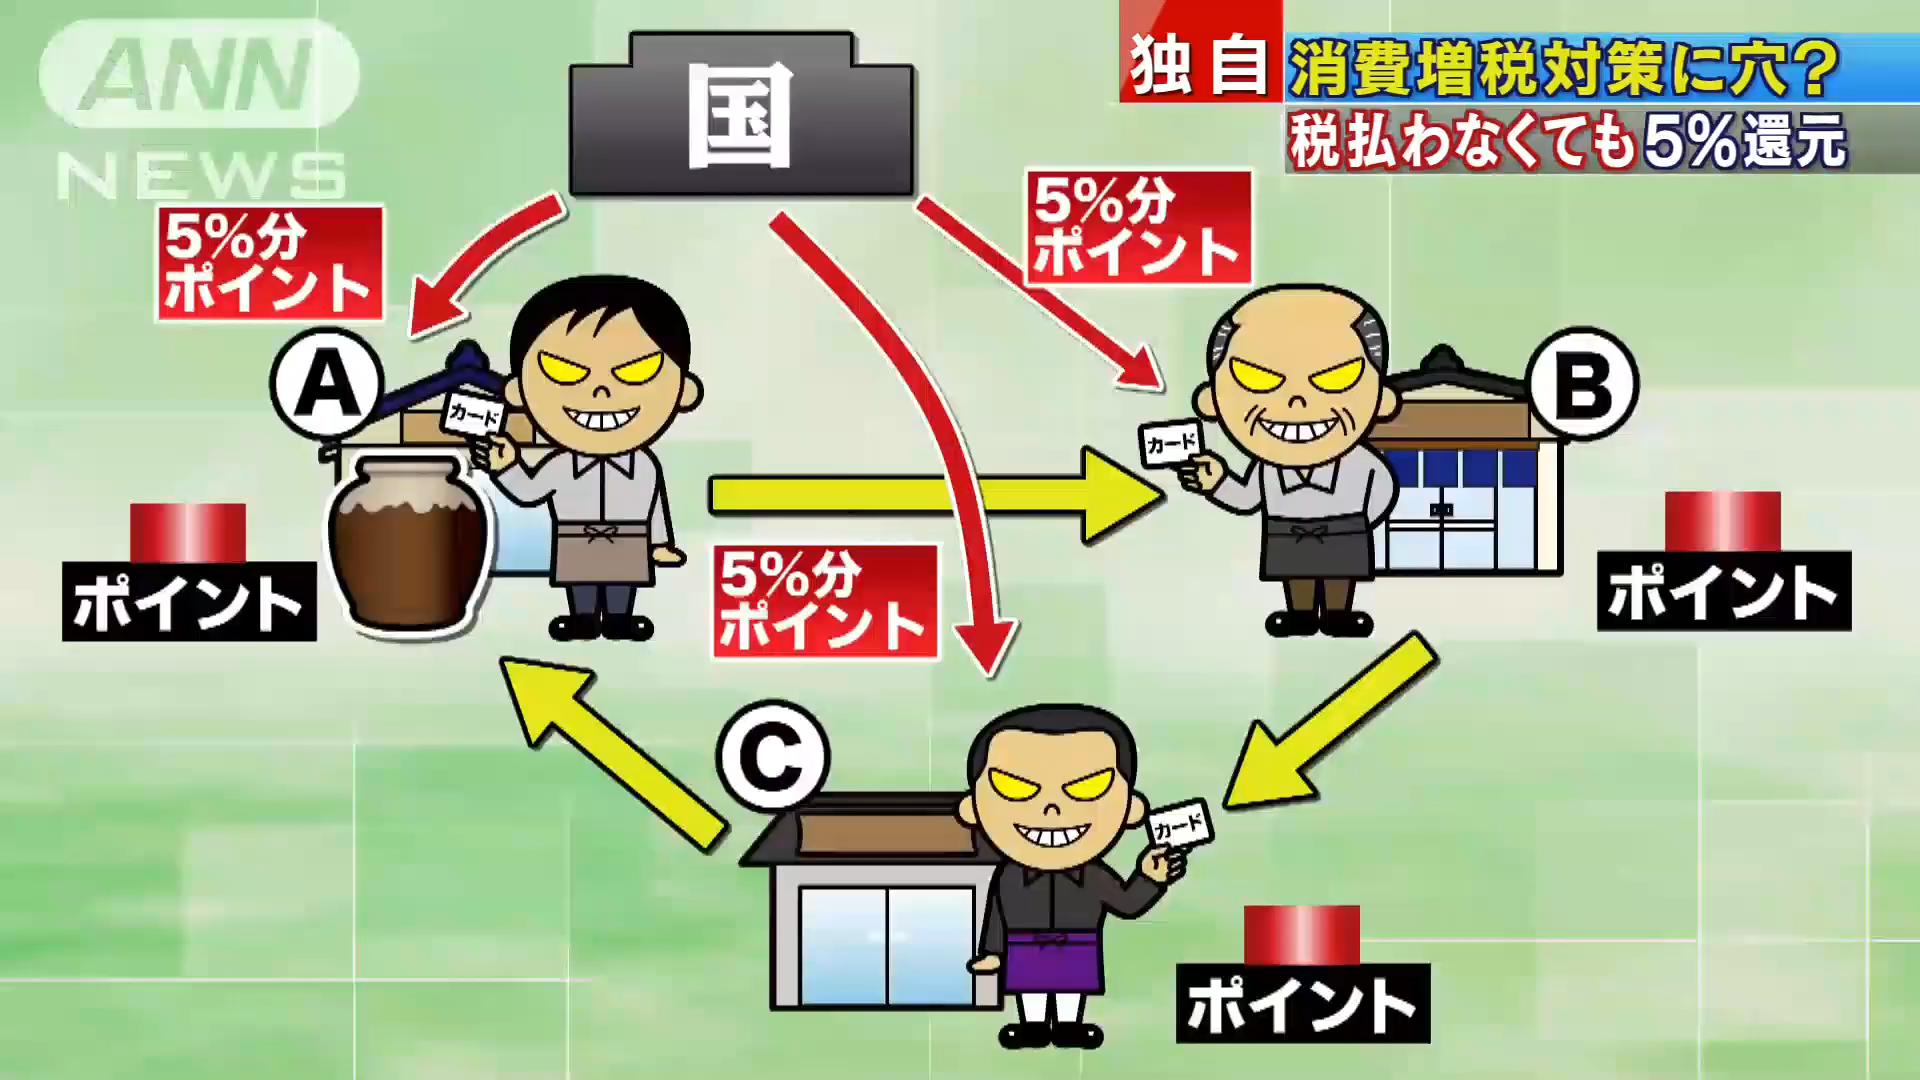 ANN
NEWS
国
独自
消費増税対策に穴？
税払わなくても5％還元
5％分
ポイント
5％分
ポイント
A
カード
カード
B
ポイント
5％分
ポイント
ポイント
C
カード
ポイント